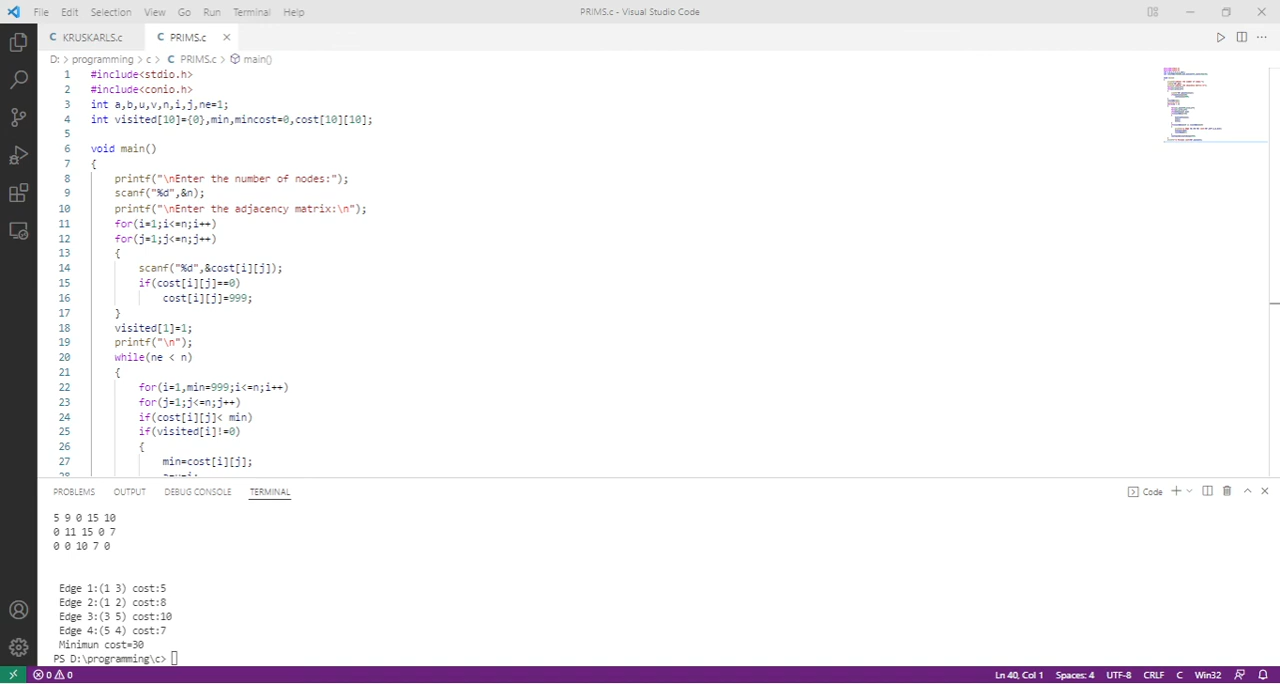 File Edit Selection View Go Run Terminal Help PRIMS.c - Visual Studio Code
C KRUSKARLS.c C PRIMS.c ×
D: > programming > c > C PRIMS.c > main()
1 #include<stdio.h>
2 #include<conio.h>
3 int a,b,u,v,n,i,j,ne=1;
4 int visited[10]={0},min,mincost=0,cost[10][10];
5
6 void main()
7 {
8 printf("\nEnter the number of nodes:");
9 scanf("%d",&n);
10 printf("\nEnter the adjacency matrix:\n");
11 for(i=1;i<=n;i++)
12 for(j=1;j<=n;j++)
13 {
14 scanf("%d",&cost[i][j]);
15 if(cost[i][j]==0)
16 cost[i][j]=999;
17 }
18 visited[1]=1;
19 printf("\n");
20 while(ne < n)
21 {
22 for(i=1,min=999;i<=n;i++)
23 for(j=1;j<=n;j++)
24 if(cost[i][j]< min)
25 if(visited[i]!=0)
26 {
27 min=cost[i][j];
PROBLEMS OUTPUT DEBUG CONSOLE TERMINAL Code
5 9 0 15 10
0 11 15 0 7
0 0 10 7 0
Edge 1:(1 3) cost:5
Edge 2:(1 2) cost:8
Edge 3:(3 5) cost:10
Edge 4:(5 4) cost:7
Minimun cost=30
PS D:\programming\c>
0 0 Ln 40, Col 1 Spaces: 4 UTF-8 CRLF C Win32